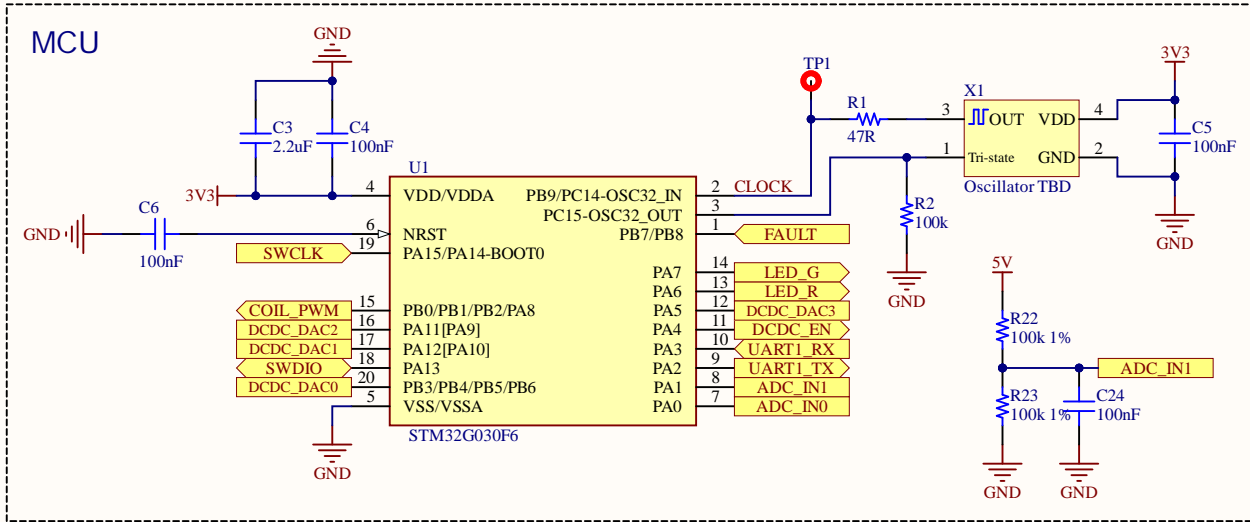 MCU
GND
C3
2.2uF
C4
100nF
3V3
GND
C6
100nF
U1
4
VDD/VDDA
6
NRST
19
PA15/PA14-BOOT0
SWCLK
COIL_PWM
15
PB0/PB1/PB2/PA8
DCDC_DAC2
16
PA11[PA9]
DCDC_DAC1
17
PA12[PA10]
SWDIO
18
PA13
DCDC_DAC0
20
PB3/PB4/PB5/PB6
5
VSS/VSSA
GND
STM32G030F6
PB9/PC14-OSC32_IN
2
CLOCK
PC15-OSC32_OUT
3
PB7/PB8
1
FAULT
PA7
14
LED_G
PA6
13
LED_R
PA5
12
DCDC_DAC3
PA4
11
DCDC_EN
PA3
10
UART1_RX
PA2
9
UART1_TX
PA1
8
ADC_IN1
PA0
7
ADC_IN0
TP1
R1
47R
X1
3
OUT
VDD
4
1
Tri-state
GND
2
Oscillator TBD
R2
100k
GND
3V3
C5
100nF
GND
5V
R22
100k 1%
ADC_IN1
R23
100k 1%
C24
100nF
GND
GND